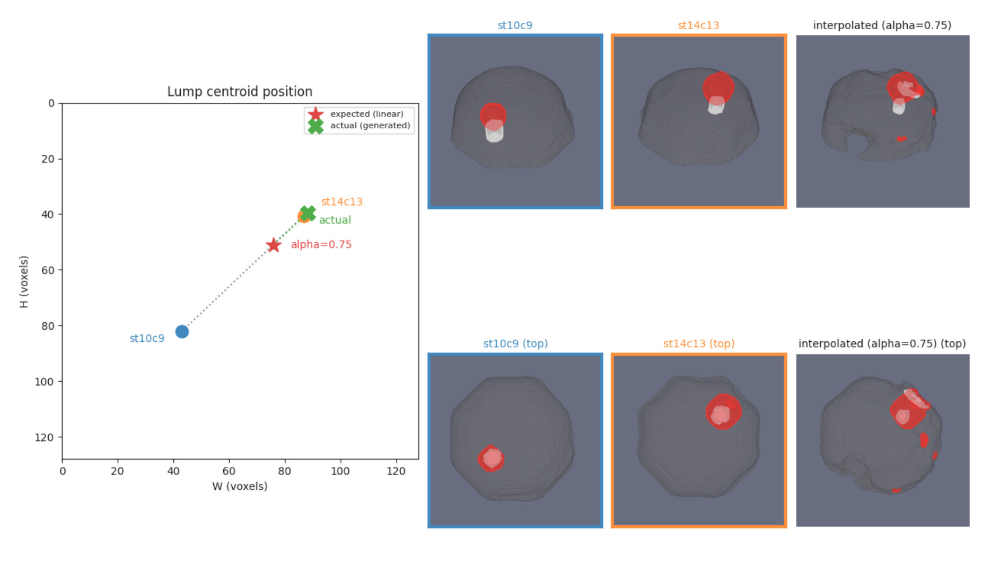 Lump centroid position
expected (linear)
actual (generated)
0
20
40
60
80
100
120
H (voxels)
st14c13
actual
alpha=0.75
st10c9
0
20
40
60
80
100
120
W (voxels)
st10c9
st14c13
interpolated (alpha=0.75)
st10c9 (top)
st14c13 (top)
interpolated (alpha=0.75) (top)